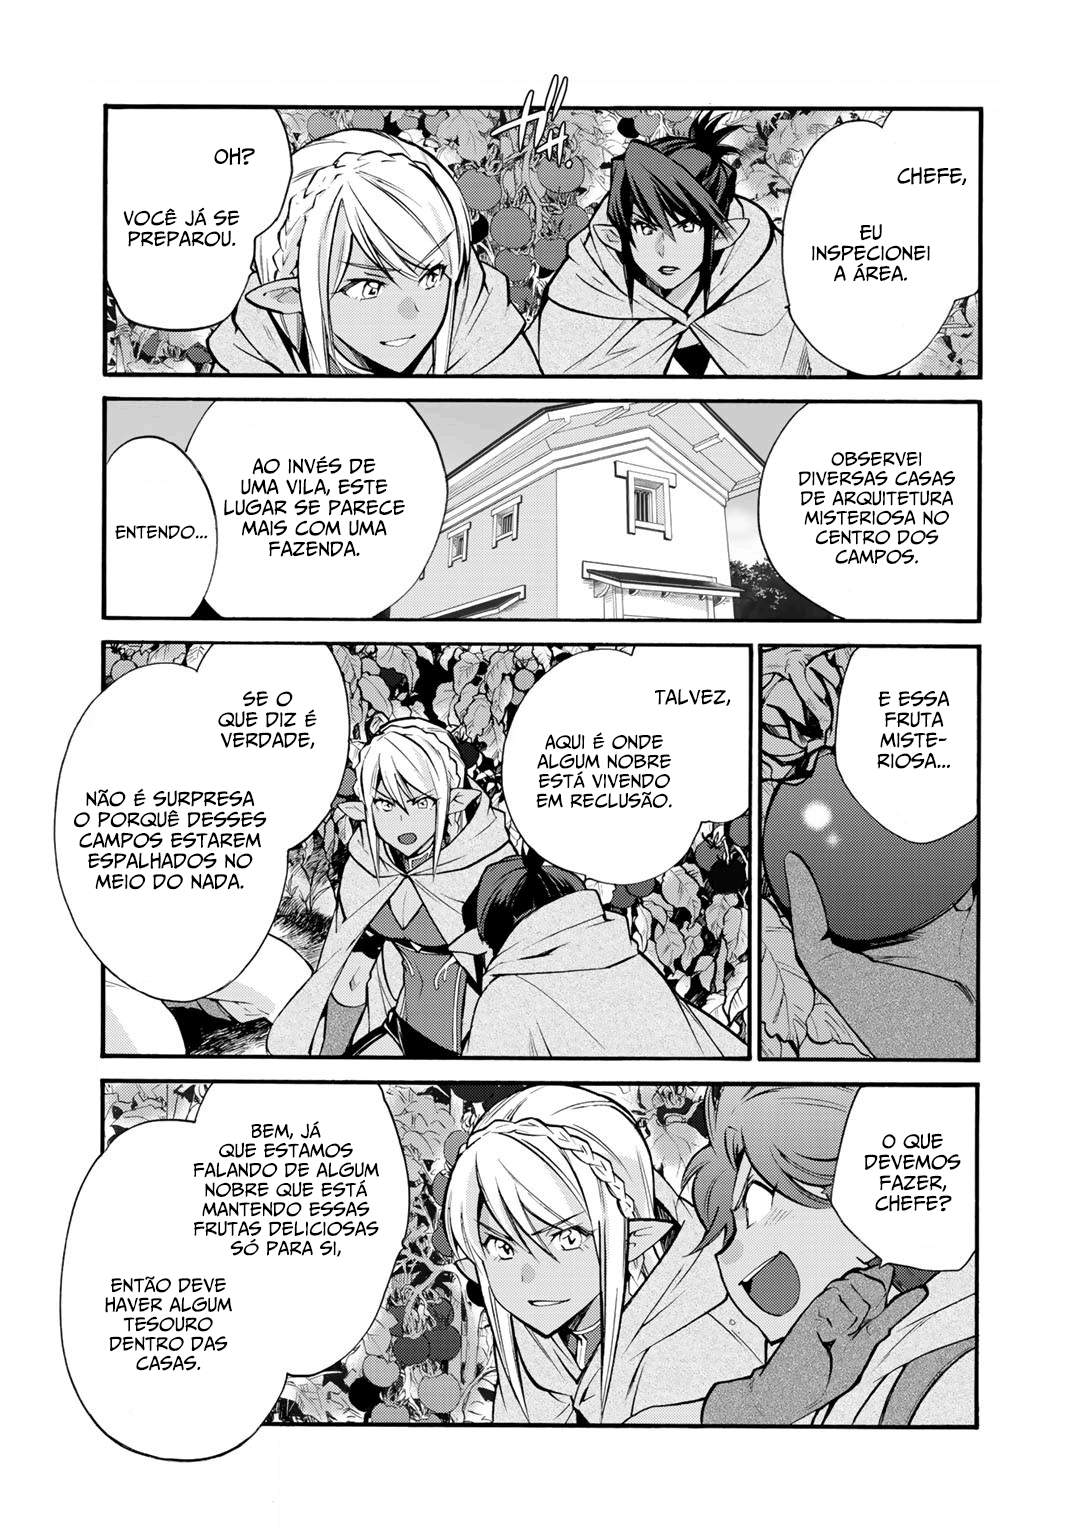 CHEFE,
EU
INSPECIONEI
A ÁREA.
ガサ
ガサ.
OH?
VOCÊ JÁ SE
PREPAROU.
OBSERVEI
DIVERSAS CASAS
DE ARQUITETURA
MISTERIOSA NO
CENTRO DOS
CAMPOS.
AO INVÉS DE
UMA VILA, ESTE
LUGAR SE PARECE
MAIS COM UMA
FAZENDA.
ENTENDO...
E ESSA
FRUTA
MISTE-
RIOSA...
TALVEZ,
AQUI É ONDE
ALGUM NOBRE
ESTÁ VIVENDO
EM RECLUSÃO.
SE O
QUE DIZ É
VERDADE,
NÃO É SURPRESA
O PORQUÊ DESSES
CAMPOS ESTAREM
ESPALHADOS NO
MEIO DO NADA.
O QUE
DEVEMOS
FAZER,
CHEFE?
BEM, JÁ
QUE ESTAMOS
FALANDO DE ALGUM
NOBRE QUE ESTÁ
MANTENDO ESSAS
FRUTAS DELICIOSAS
SÓ PARA SI,
ENTÃO DEVE
HAVER ALGUM
TESOURO
DENTRO DAS
CASAS.